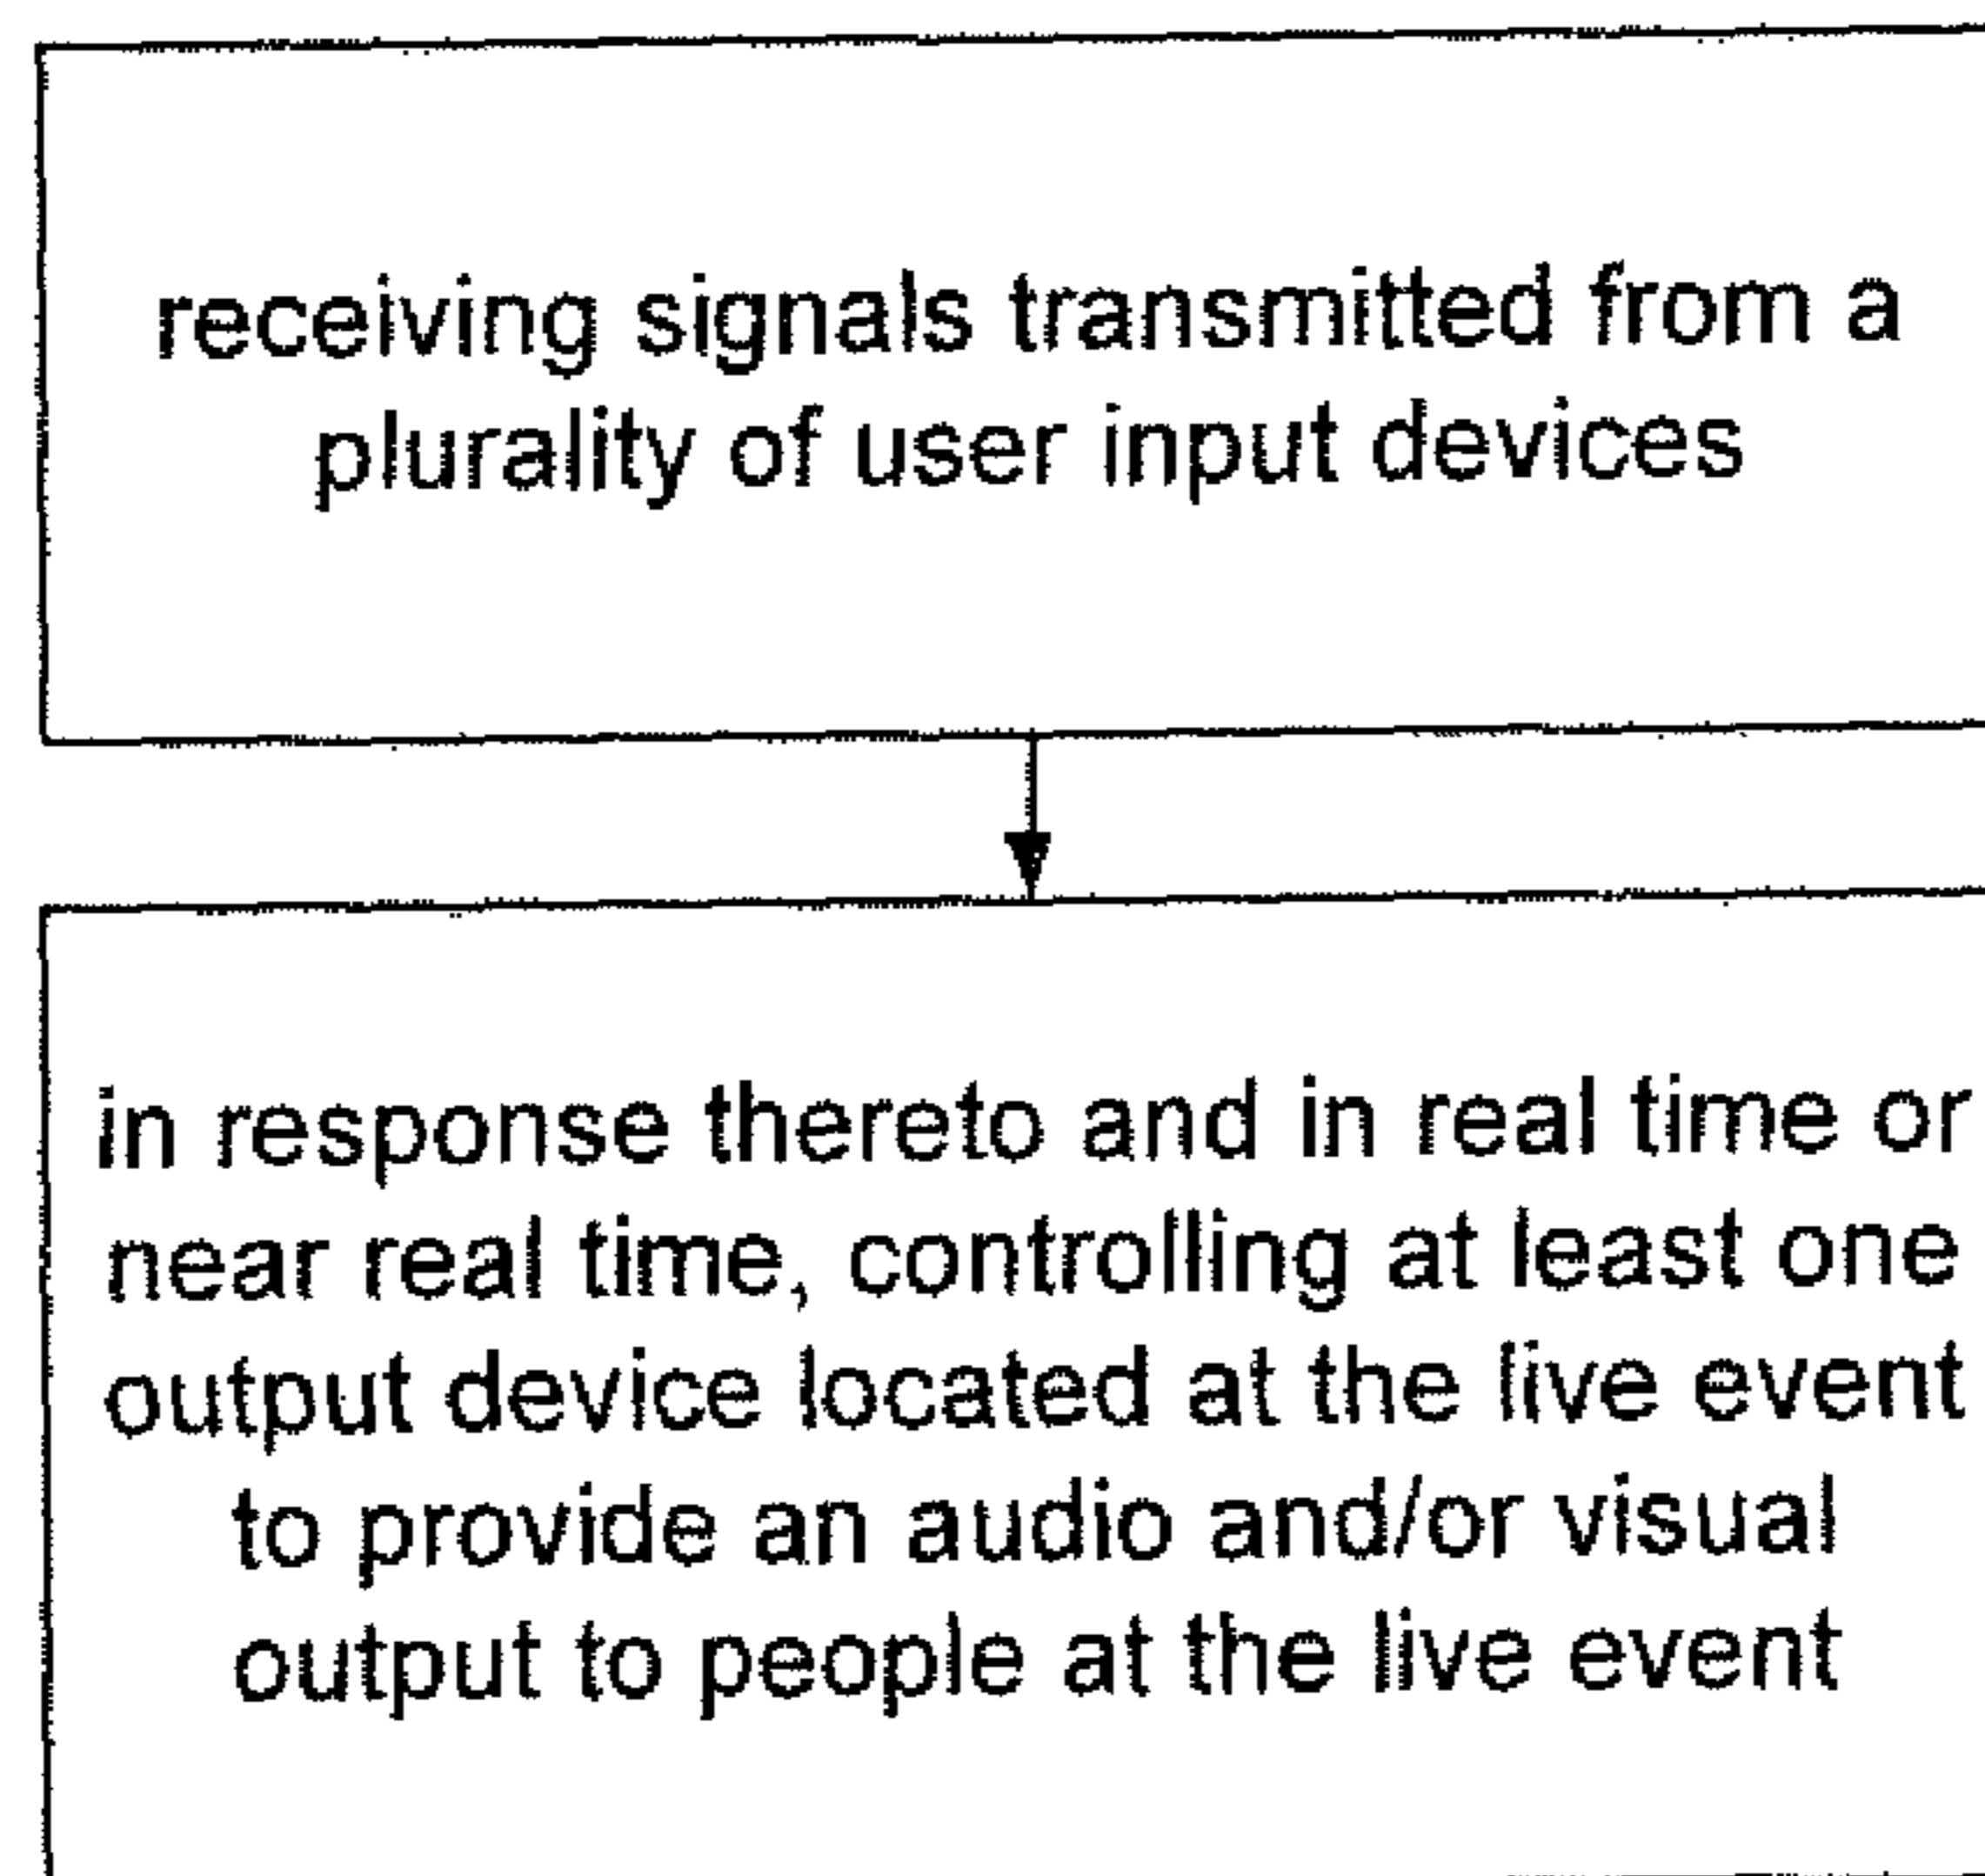 receiving signals transmitted from a
plurality of user input devices
in response thereto and in real time or
near real time, controlling at least one
output device located at the live event
to provide an audio and/or visual
output to people at the live event